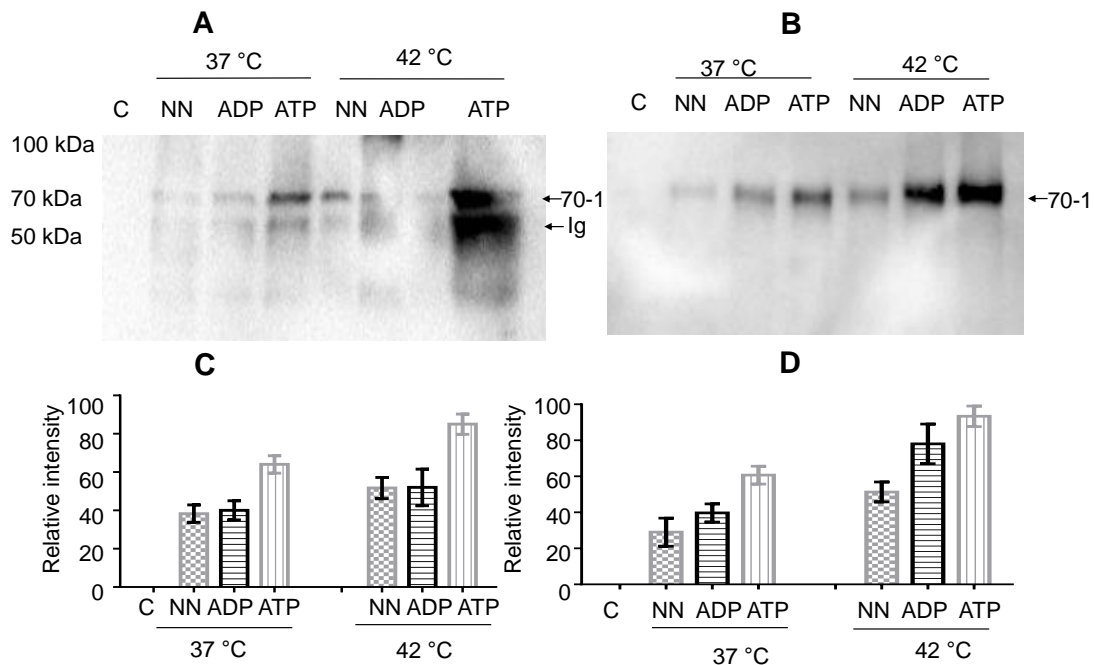 A
37 °C
42 °C
C NN ADP ATP NN ADP ATP
100 kDa
70 kDa
50 kDa
70-1
Ig
B
37 °C
42 °C
C NN ADP ATP NN ADP ATP
70-1
C
Relative intensity
100
80
60
40
20
0
C NN ADP ATP NN ADP ATP
37 °C
42 °C
D
Relative intensity
100
80
60
40
20
0
C NN ADP ATP NN ADP ATP
37 °C
42 °C